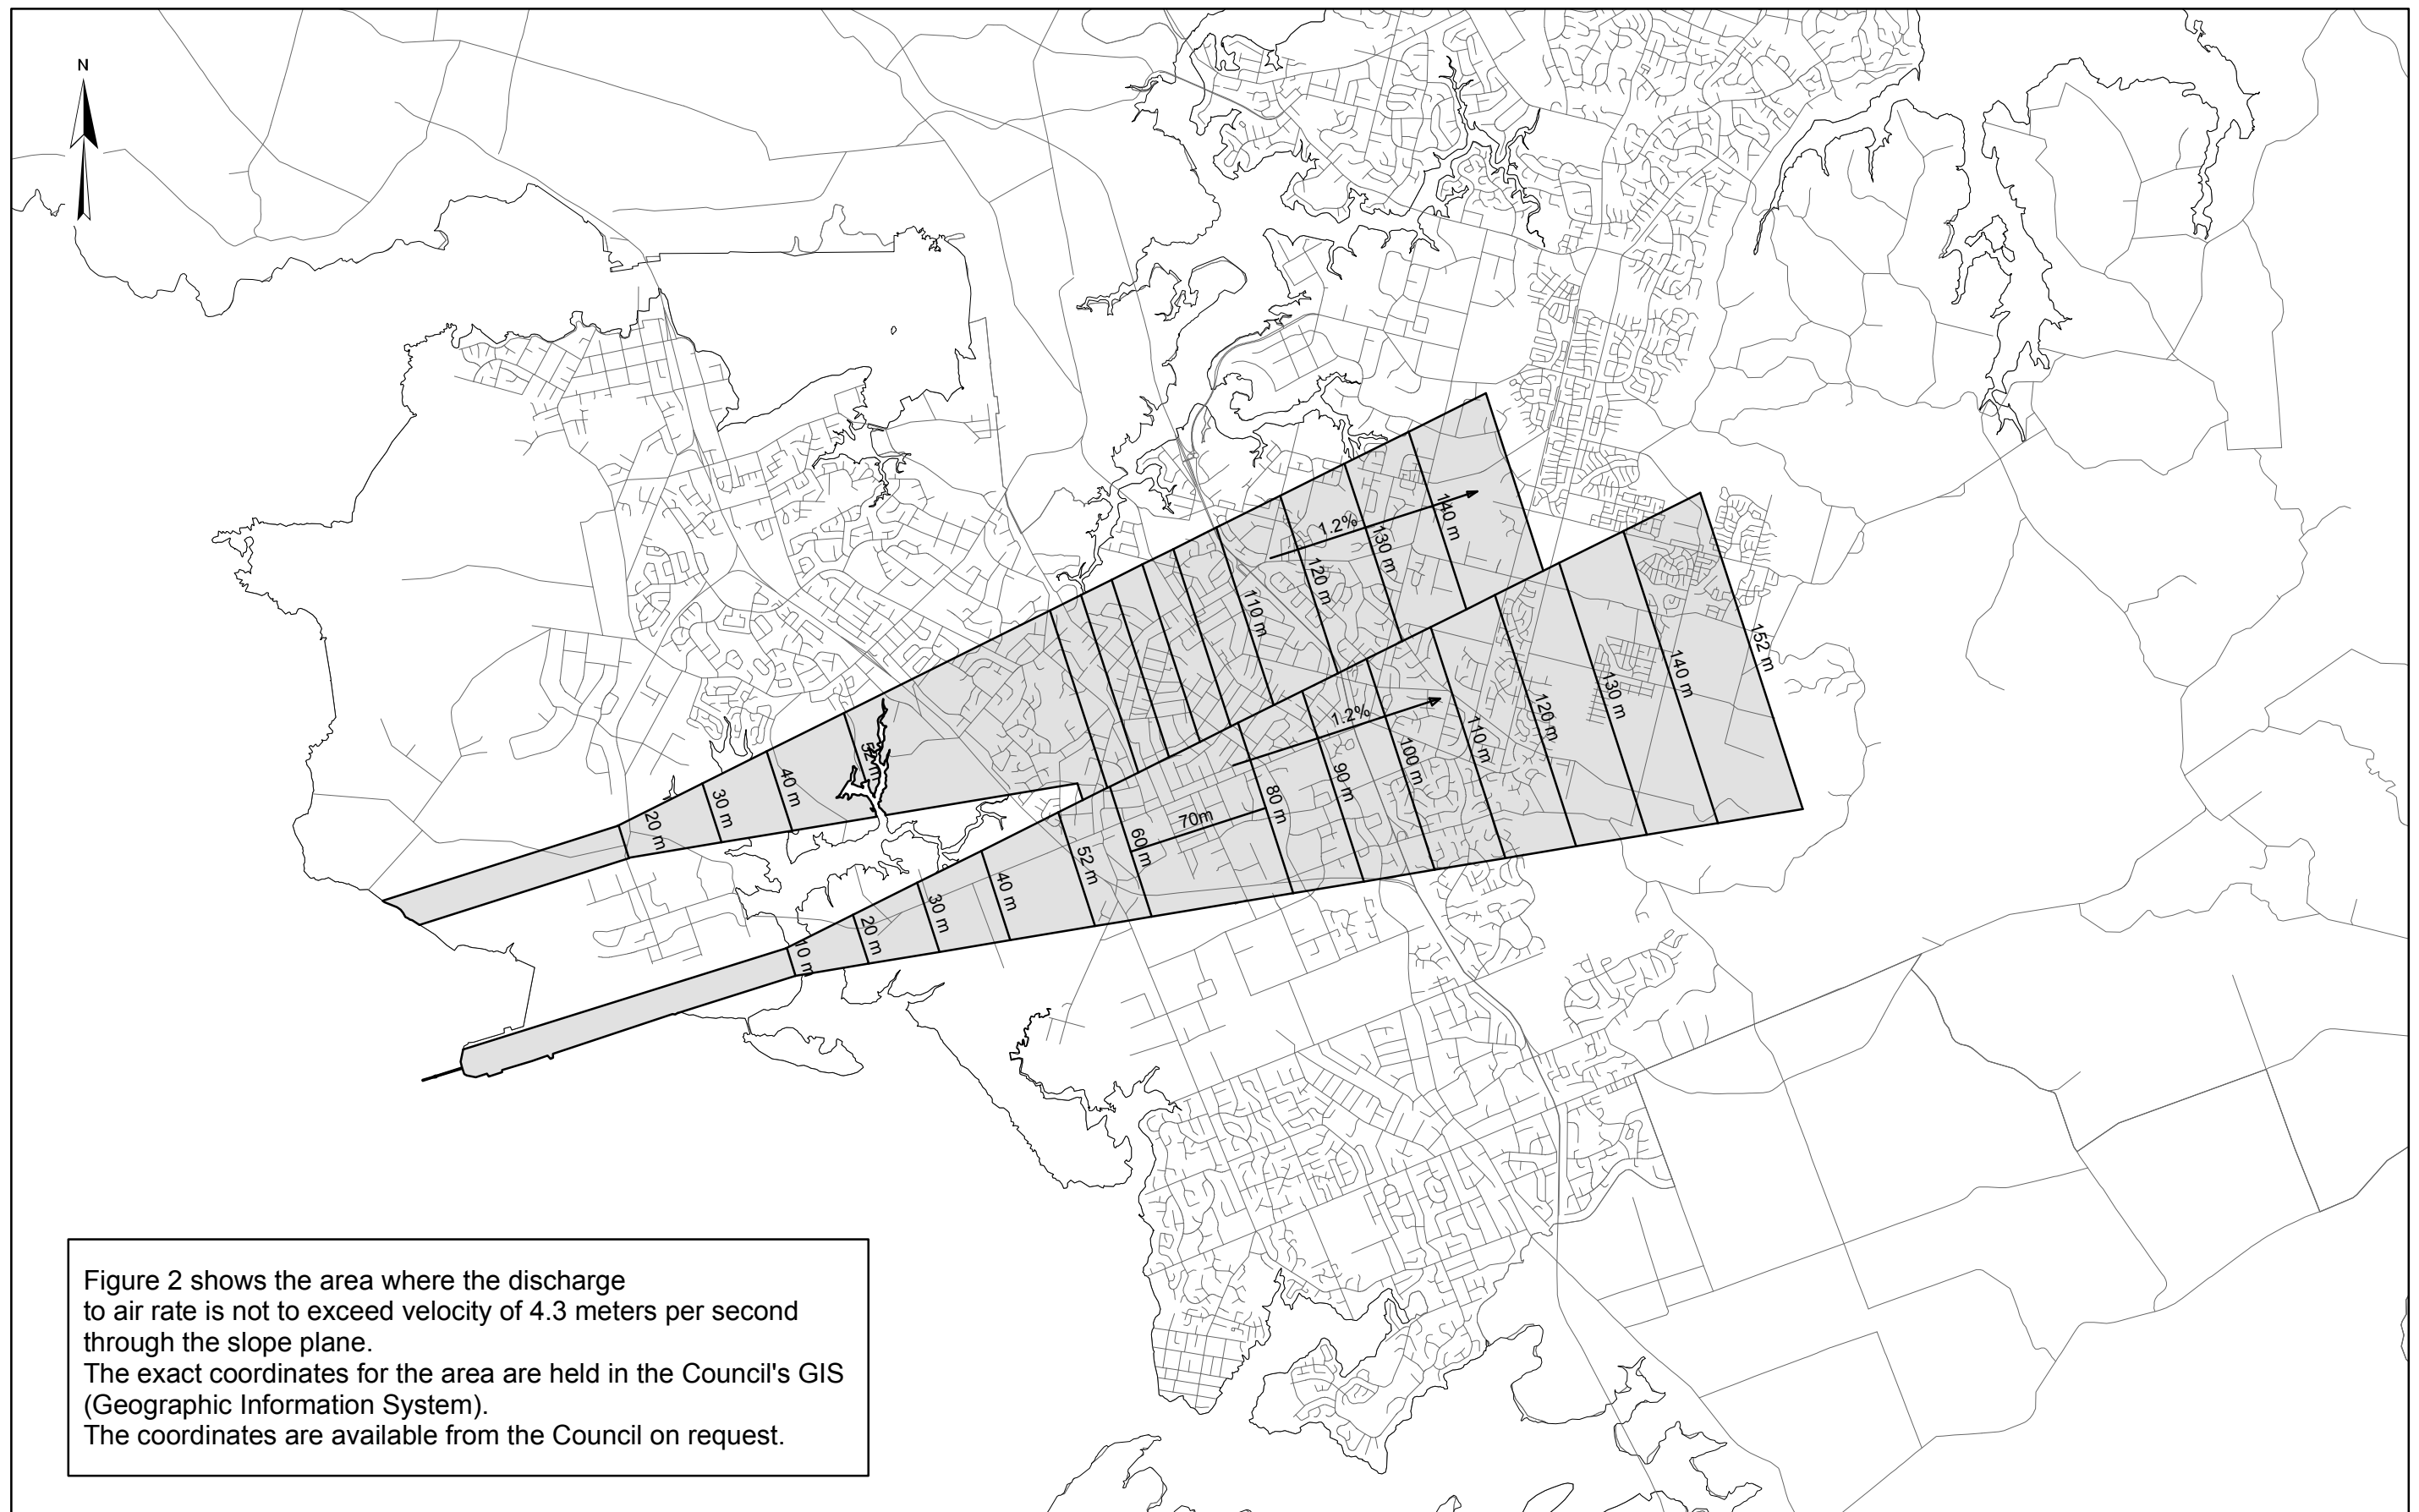 N
140 m
1.2%
130 m
120 m
110 m
152 m
140 m
130 m
120 m
1.2%
110 m
100 m
52 m
40 m
90 m
30 m
80 m
20 m
70m
60 m
52 m
40 m
30 m
20 m
10 m
Figure 2 shows the area where the discharge
to air rate is not to exceed velocity of 4.3 meters per second
through the slope plane.
The exact coordinates for the area are held in the Council's GIS
(Geographic Information System).
The coordinates are available from the Council on request.